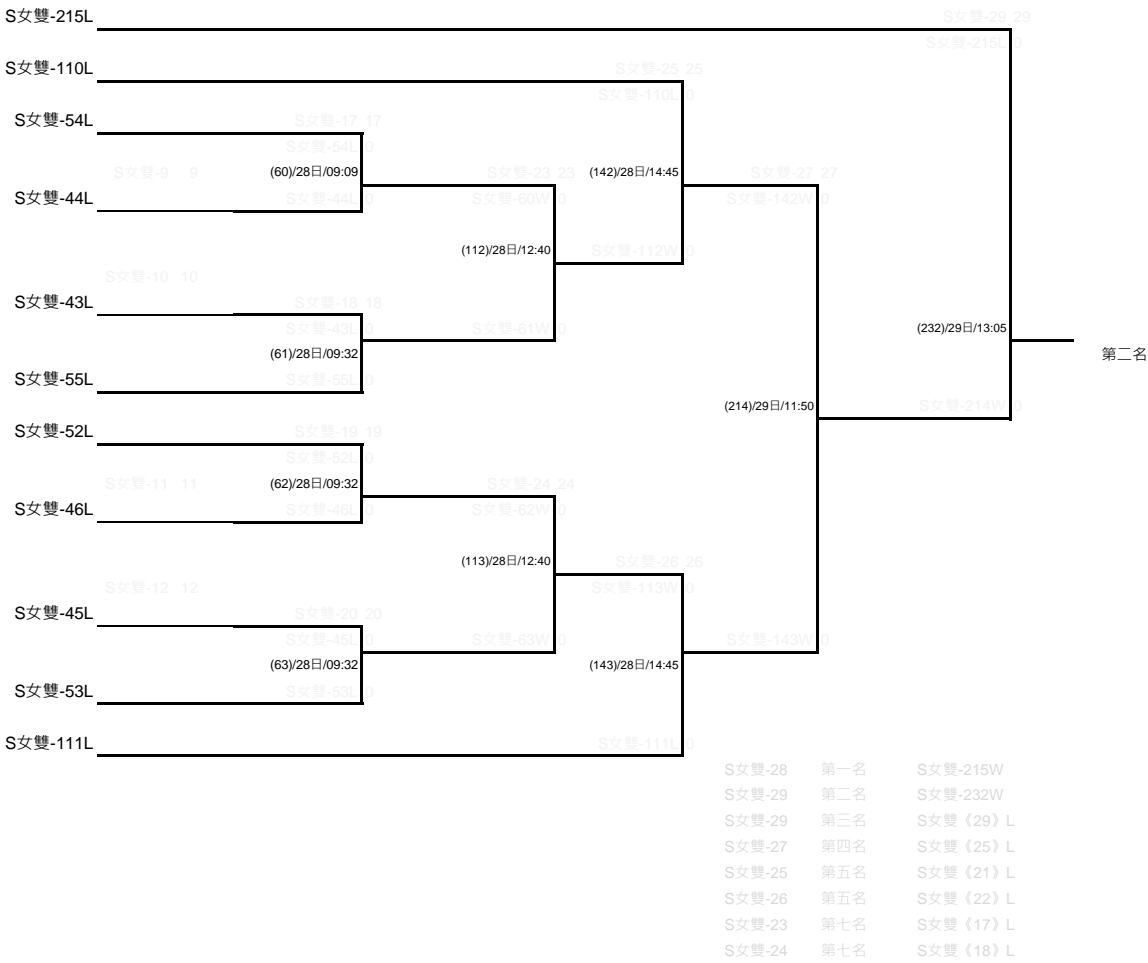 S女雙-215L
S女雙-29 29
S女雙-215L 0
S女雙-110L
S女雙-25 25
S女雙-110L 0
S女雙-54L
S女雙-17 17
S女雙-54L 0
S女雙-9 9
(60)/28日/09:09
S女雙-23 23
(142)/28日/14:45
S女雙-27 27
S女雙-44L
S女雙-44L 0
S女雙-60W 0
S女雙-142W 0
(112)/28日/12:40
S女雙-112W 0
S女雙-10 10
S女雙-43L
S女雙-18 18
S女雙-43L 0
S女雙-61W 0
(232)/29日/13:05
(61)/28日/09:32
第二名
S女雙-55L
S女雙-55L 0
(214)/29日/11:50
S女雙-214W 0
S女雙-52L
S女雙-19 19
S女雙-52L 0
S女雙-11 11
(62)/28日/09:32
S女雙-24 24
S女雙-46L
S女雙-46L 0
S女雙-62W 0
(113)/28日/12:40
S女雙-26 26
S女雙-12 12
S女雙-113W 0
S女雙-45L
S女雙-20 20
S女雙-45L 0
S女雙-63W 0
S女雙-143W 0
(63)/28日/09:32
(143)/28日/14:45
S女雙-53L
S女雙-53L 0
S女雙-111L
S女雙-111L 0
S女雙-28 第一名 S女雙-215W
S女雙-29 第二名 S女雙-232W
S女雙-29 第三名 S女雙《29》L
S女雙-27 第四名 S女雙《25》L
S女雙-25 第五名 S女雙《21》L
S女雙-26 第五名 S女雙《22》L
S女雙-23 第七名 S女雙《17》L
S女雙-24 第七名 S女雙《18》L